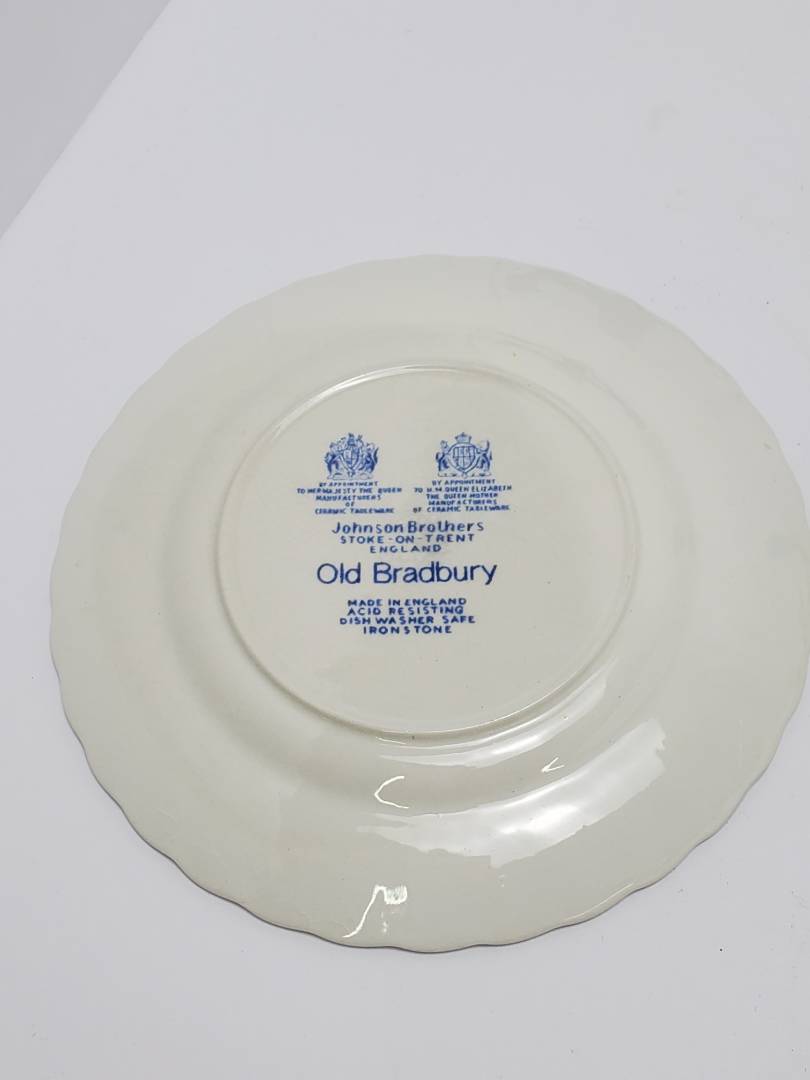 BY APPOINTMENT
TO HER MAJESTY THE QUEEN
MANUFACTURERS
OF
CERAMIC TABLEWARE
BY APPOINTMENT
TO H.M. QUEEN ELIZABETH
THE QUEEN MOTHER
MANUFACTURERS
OF CERAMIC TABLEWARE
Johnson Brothers
STOKE-ON-TRENT
ENGLAND
Old Bradbury
MADE IN ENGLAND
ACID RESISTING
DISH WASHER SAFE
IRONSTONE